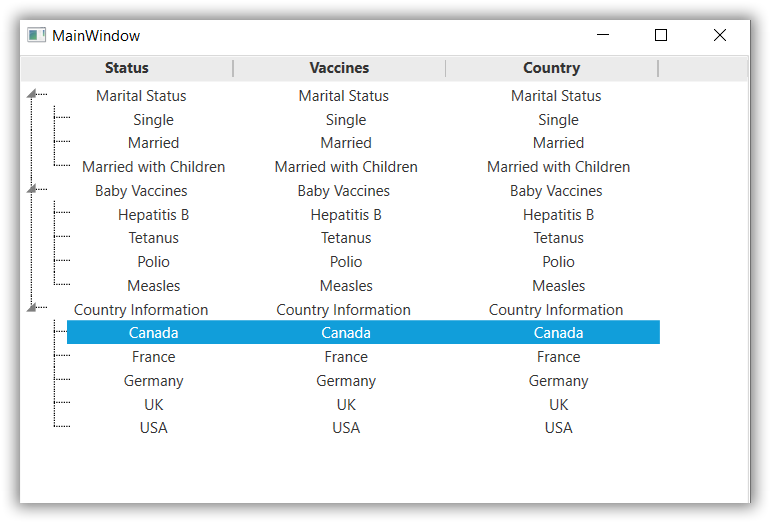 MainWindow
Status Vaccines Country
Marital Status Marital Status Marital Status
Single Single Single
Married Married Married
Married with Children Married with Children Married with Children
Baby Vaccines Baby Vaccines Baby Vaccines
Hepatitis B Hepatitis B Hepatitis B
Tetanus Tetanus Tetanus
Polio Polio Polio
Measles Measles Measles
Country Information Country Information Country Information
Canada Canada Canada
France France France
Germany Germany Germany
UK UK UK
USA USA USA